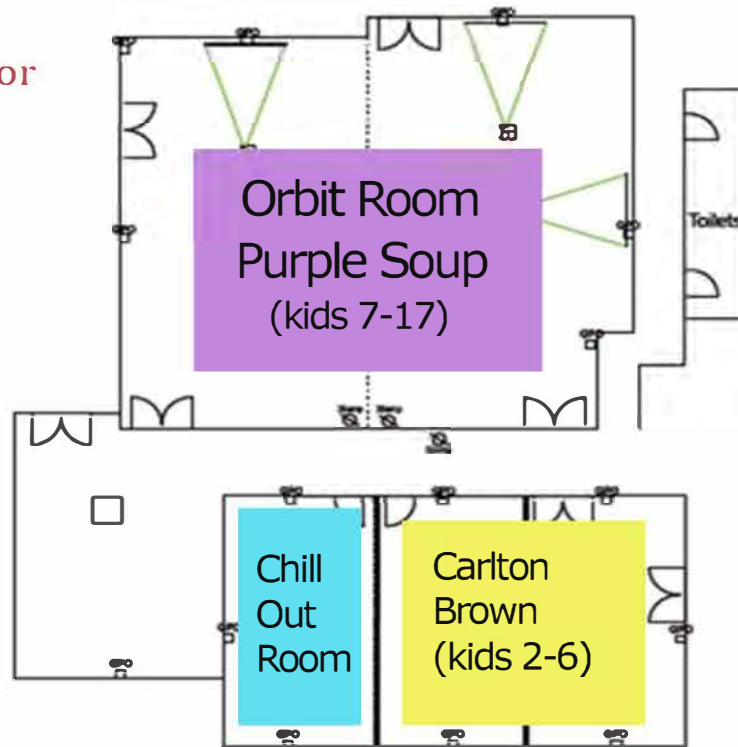 or
Orbit Room
Purple Soup
(kids 7-17)
Toilets
Chill
Out
Room
Carlton
Brown
(kids 2-6)